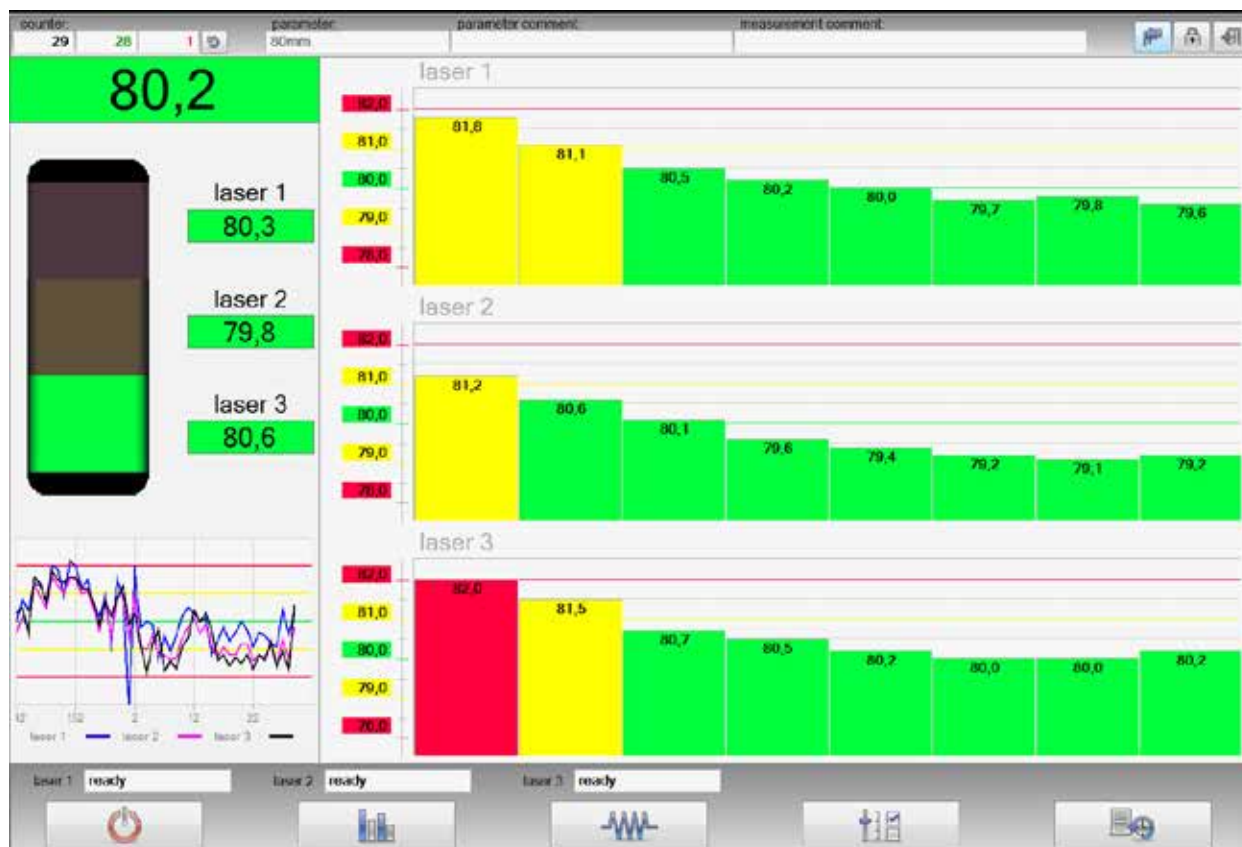 counter: parameter: parameter comment: measurement comment:
29 28 1 80mm
80,2
laser 1
80,3
laser 2
79,8
laser 3
80,6
laser 1
82,0
81,0
80,0
79,0
78,0
81,8 81,1 80,5 80,2 80,0 79,7 79,8 79,6
laser 2
82,0
81,0
80,0
79,0
78,0
81,2 80,6 80,1 79,6 79,4 79,2 79,1 79,2
laser 3
82,0
81,0
80,0
79,0
78,0
82,0 81,5 80,7 80,5 80,2 80,0 80,0 80,2
152 2 12 22
laser 1 laser 2 laser 3
laser 1 ready laser 2 ready laser 3 ready